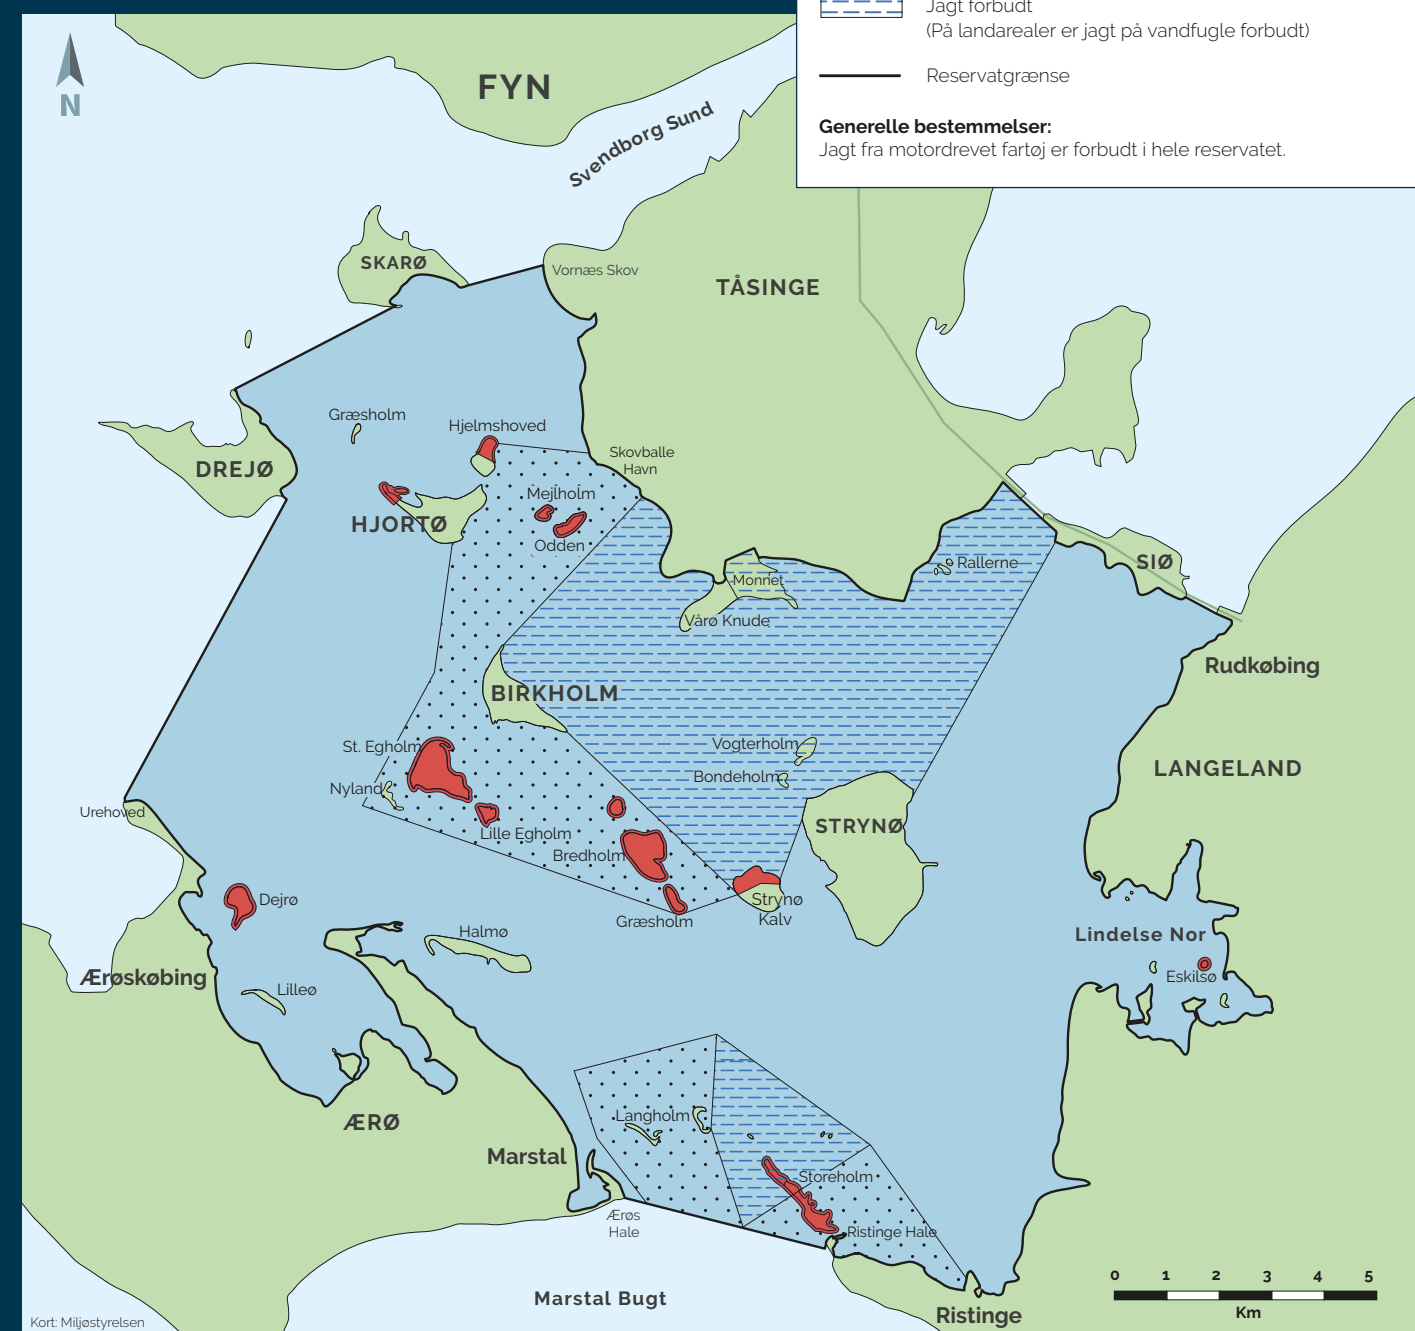 Jagt forbudt
(På landarealer er jagt på vandfugle forbudt)
Reservatgrænse
Generelle bestemmelser:
Jagt fra motordrevet fartøj er forbudt i hele reservatet.
N
FYN
Svendborg Sund
SKARØ
Vornæs Skov
TÅSINGE
Græsholm
Hjelmshoved
Skovballe
Havn
DREJØ
Mejlholm
HJORTØ
Odden
Rallerne
SIØ
Monnet
Vårø Knude
Rudkøbing
BIRKHOLM
St. Egholm
Vogterholm
LANGELAND
Bondeholm
Nyland
Urehoved
Lille Egholm
STRYNØ
Bredholm
Dejrø
Strynø
Kalv
Græsholm
Halmø
Lindelse Nor
Ærøskøbing
Eskilsø
Lilleø
Langholm
ÆRØ
Marstal
Storeholm
Ærøs
Hale
Ristinge Hale
0 1 2 3 4 5
Km
Marstal Bugt
Ristinge
Kort: Miljøstyrelsen